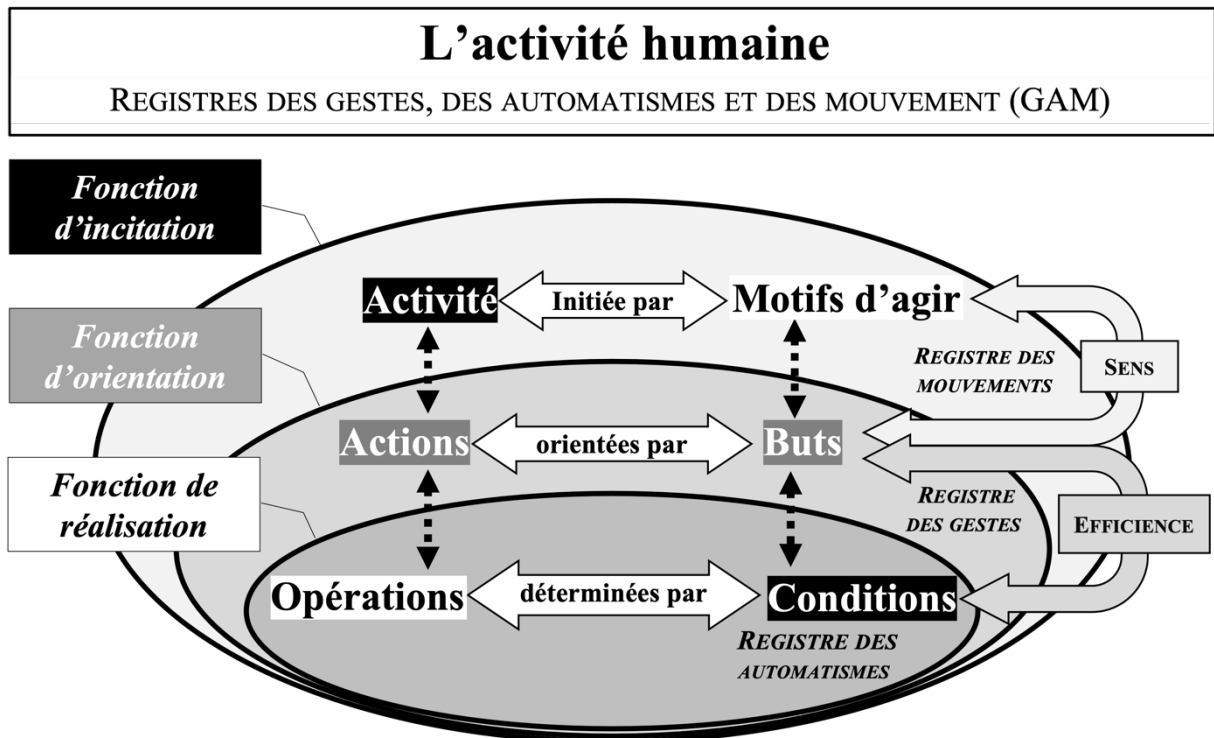 L'activité humaine
REGISTRES DES GESTES, DES AUTOMATISMES ET DES MOUVEMENT (GAM)
Fonction
d'incitation
Activité
Initiée par
Motifs d'agir
Fonction
d'orientation
REGISTRE DES
MOUVEMENTS
SENS
Actions
orientées par
Buts
Fonction de
réalisation
REGISTRE
DES GESTES
EFFICIENCE
Opérations
déterminées par
Conditions
REGISTRE DES
AUTOMATISMES